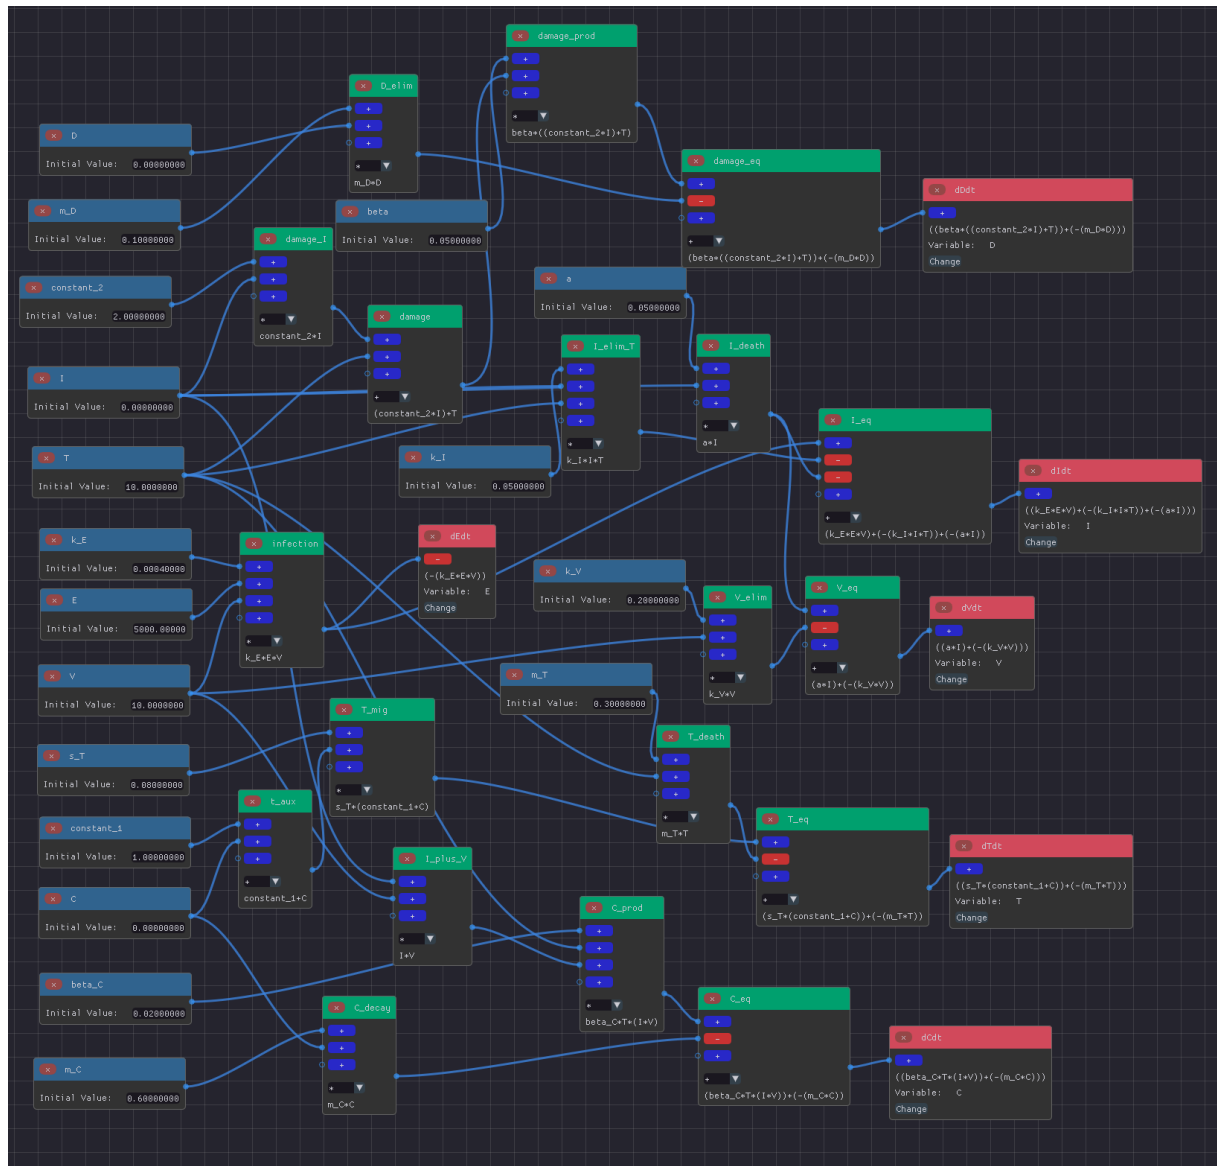 damage_prod
+
+
+
*
beta*((constant_2*I)+T)
D_elim
+
+
+
*
m_D*D
D
Initial Value: 0.00000000
m_D
Initial Value: 0.10000000
beta
Initial Value: 0.05000000
damage_eq
+
-
+
+
(beta*((constant_2*I)+T))+(-(m_D*D))
dDdt
+
((beta*((constant_2*I)+T))+(-(m_D*D)))
Variable: D
Change
damage_I
+
+
+
*
constant_2*I
constant_2
Initial Value: 2.00000000
a
Initial Value: 0.05000000
damage
+
+
+
+
(constant_2*I)+T
I_elim_T
+
+
+
+
*
k_I*I*T
I_death
+
+
+
*
a*I
I
Initial Value: 0.00000000
T
Initial Value: 10.0000000
k_I
Initial Value: 0.05000000
I_eq
+
-
-
+
+
(k_E*E*V)+(-(k_I*I*T))+(-(a*I))
dIdt
+
((k_E*E*V)+(-(k_I*I*T))+(-(a*I)))
Variable: I
Change
k_E
Initial Value: 0.00040000
infection
+
+
+
+
*
k_E*E*V
dEdt
-
(-(k_E*E*V))
Variable: E
Change
k_V
Initial Value: 0.20000000
E
Initial Value: 5000.00000
V_elim
+
+
+
*
k_V*V
V_eq
+
-
+
+
(a*I)+(-(k_V*V))
dVdt
+
((a*I)+(-(k_V*V)))
Variable: V
Change
V
Initial Value: 10.0000000
m_T
Initial Value: 0.30000000
T_mig
+
+
+
*
s_T*(constant_1+C)
T_death
+
+
+
*
m_T*T
s_T
Initial Value: 0.08000000
t_aux
+
+
+
+
constant_1+C
constant_1
Initial Value: 1.00000000
T_eq
+
-
+
+
(s_T*(constant_1+C))+(-(m_T*T))
dTdt
+
((s_T*(constant_1+C))+(-(m_T*T)))
Variable: T
Change
I_plus_V
+
+
+
+
I+V
C
Initial Value: 0.00000000
C_prod
+
+
+
+
*
beta_C*T*(I+V)
beta_C
Initial Value: 0.02000000
C_decay
+
+
+
*
m_C*C
C_eq
+
-
+
+
(beta_C*T*(I+V))+(-(m_C*C))
dCdt
+
((beta_C*T*(I+V))+(-(m_C*C)))
Variable: C
Change
m_C
Initial Value: 0.60000000